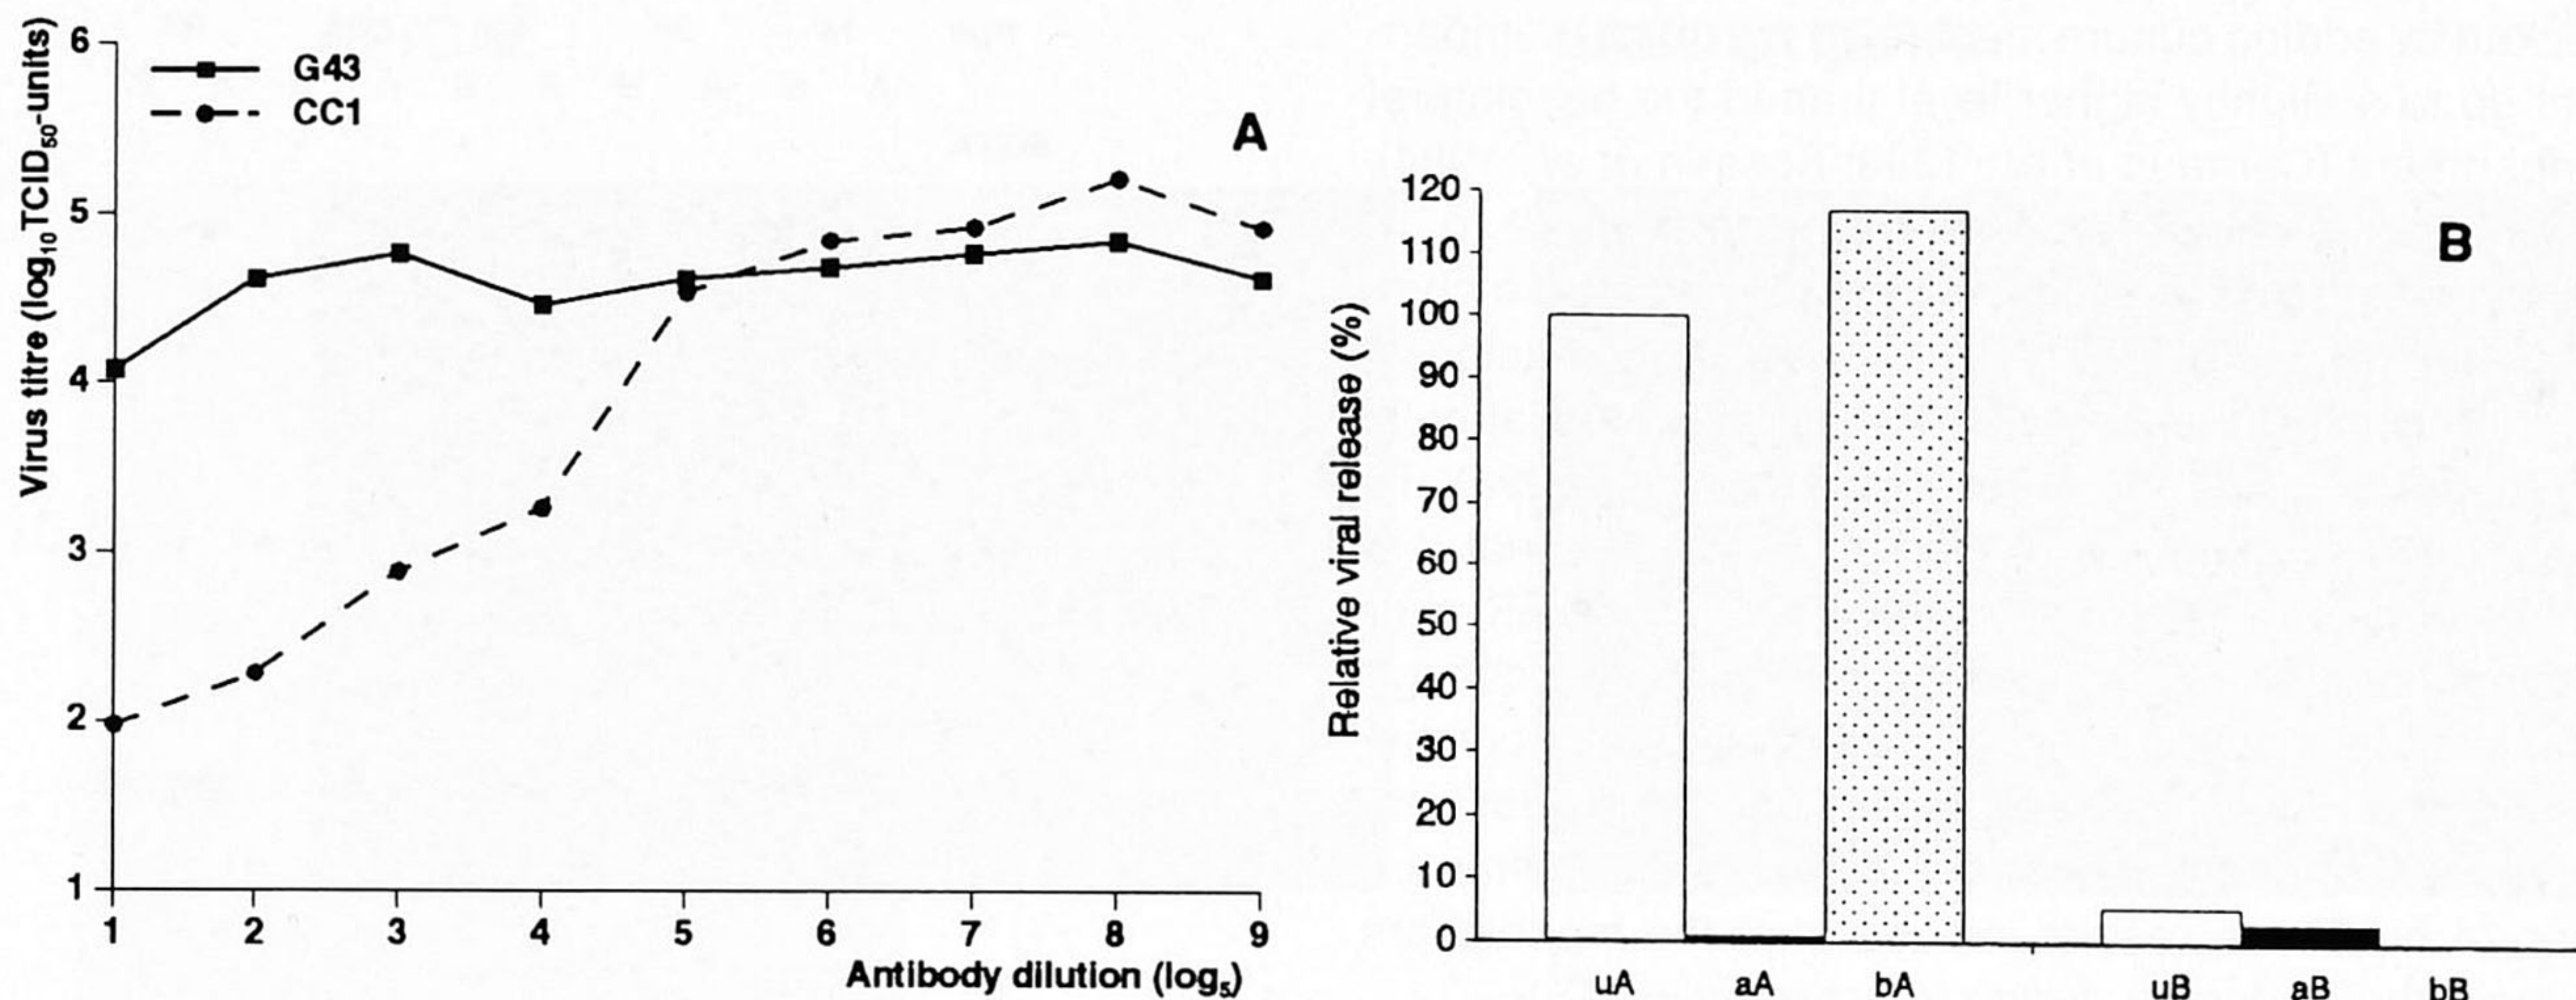 Virus titre (log10TCID50-units)
6
5
4
3
2
1
G43
CC1
A
1 2 3 4 5 6 7 8 9
Antibody dilution (log5)
Relative viral release (%)
120
110
100
90
80
70
60
50
40
30
20
10
0
B
uA aA bA uB aB bB